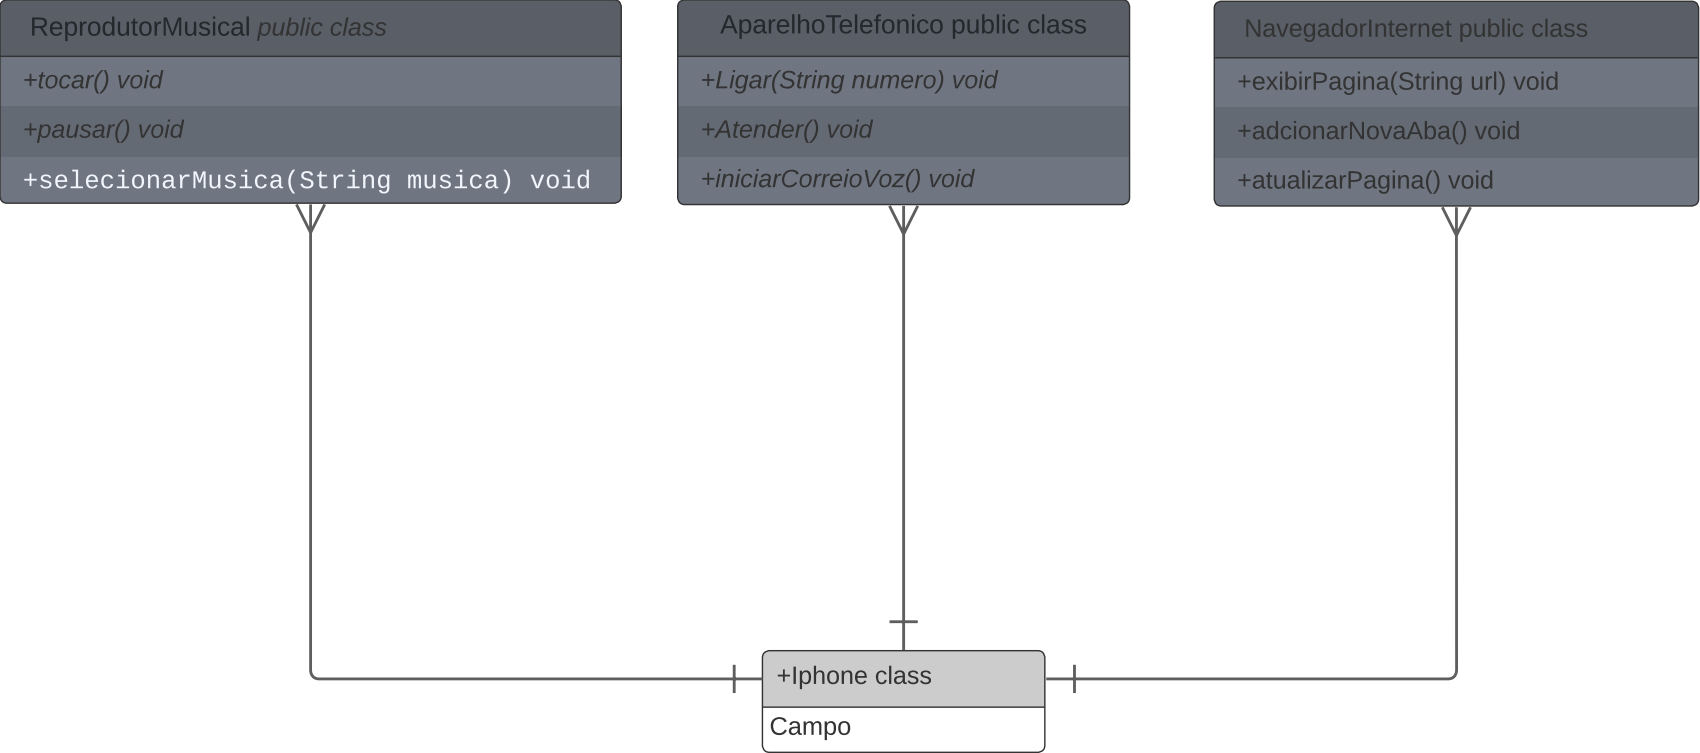 ReprodutorMusical public class
+tocar() void
+pausar() void
+selecionarMusica(String musica) void
AparelhoTelefonico public class
+Ligar(String numero) void
+Atender() void
+iniciarCorreioVoz() void
NavegadorInternet public class
+exibirPagina(String url) void
+adcionarNovaAba() void
+atualizarPagina() void
+Iphone class
Campo